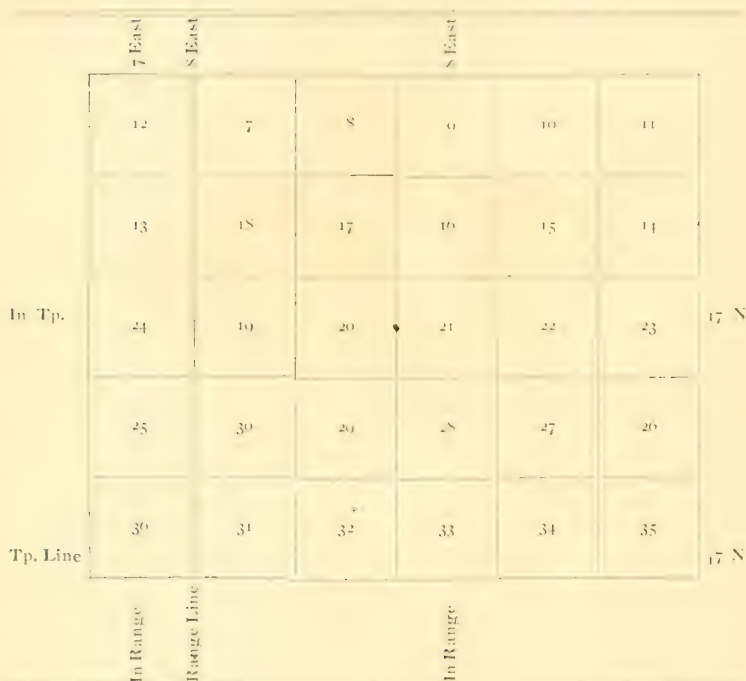 7 East 8 East 8 East
12 7 8 9 10 11
13 18 17 16 15 14
In Tp. 24 19 20 21 22 23 17 N
25 30 29 28 27 26
30 31 32 33 34 35
Tp. Line 17 N
In Range Range Line In Range